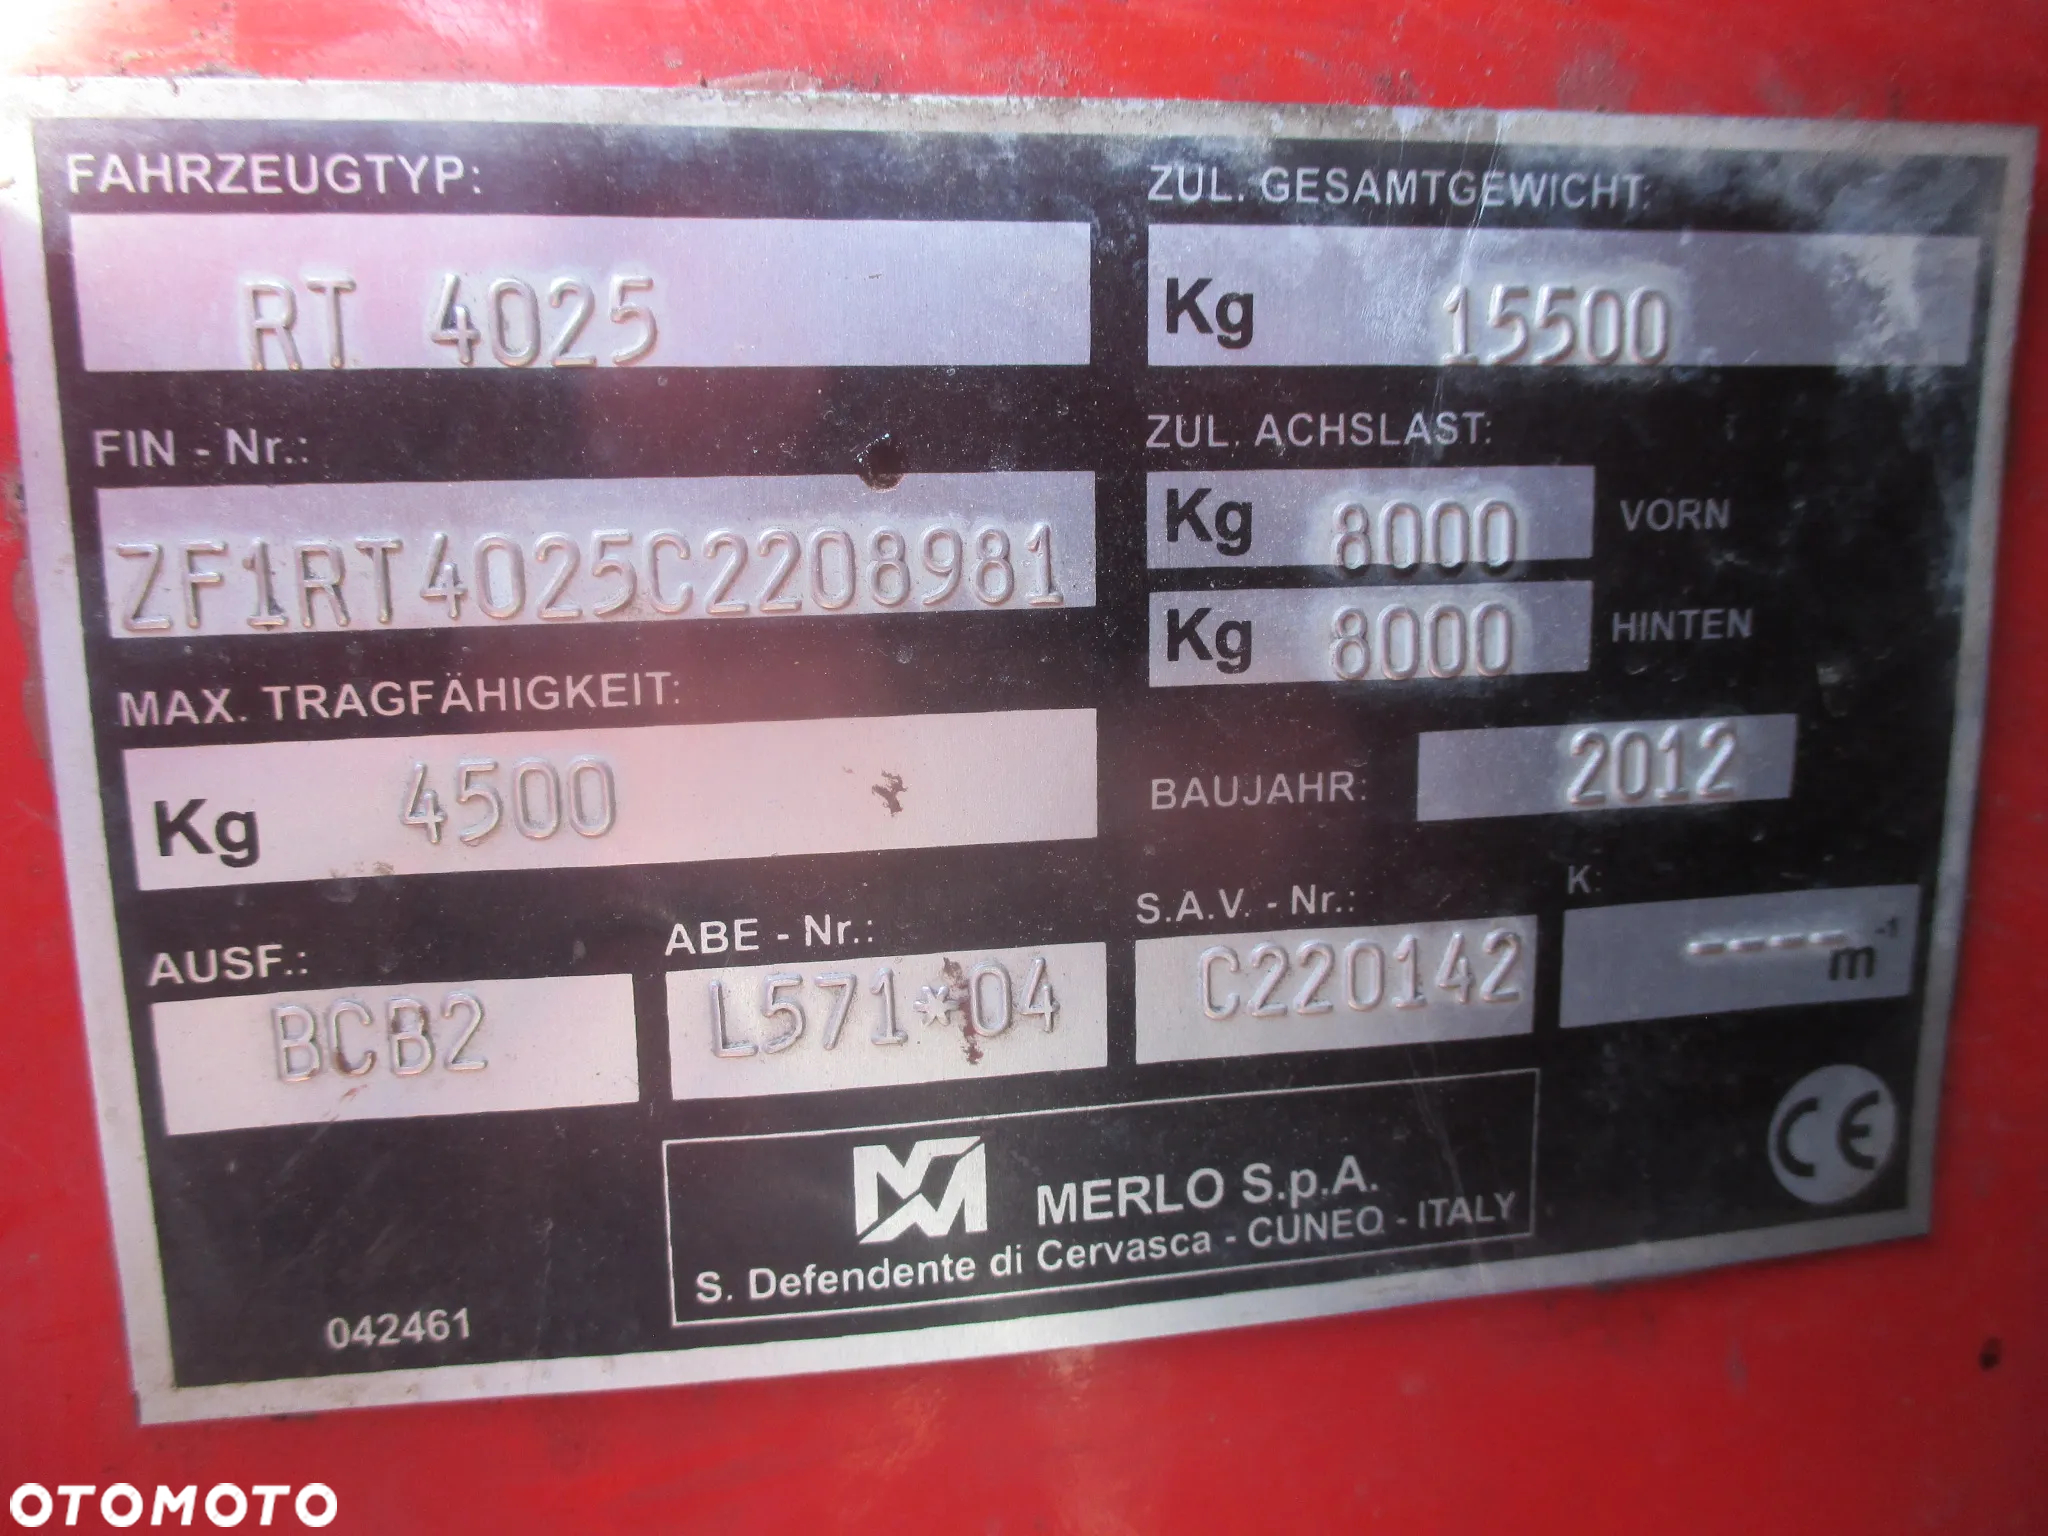 FAHRZEUGTYP:
RT 4025
ZUL. GESAMTGEWICHT:
Kg 15500
FIN - Nr.:
ZF1RT4025C2208981
ZUL. ACHSLAST:
Kg 8000 VORN
Kg 8000 HINTEN
MAX. TRAGFÄHIGKEIT:
Kg 4500
BAUJAHR: 2012
AUSF.:
BCB2
ABE - Nr.:
L571*04
S.A.V. - Nr.:
C220142
K:
---- m⁻¹
MERLO S.p.A.
S. Defendente di Cervasca - CUNEO - ITALY
CE
042461
OTOMOTO